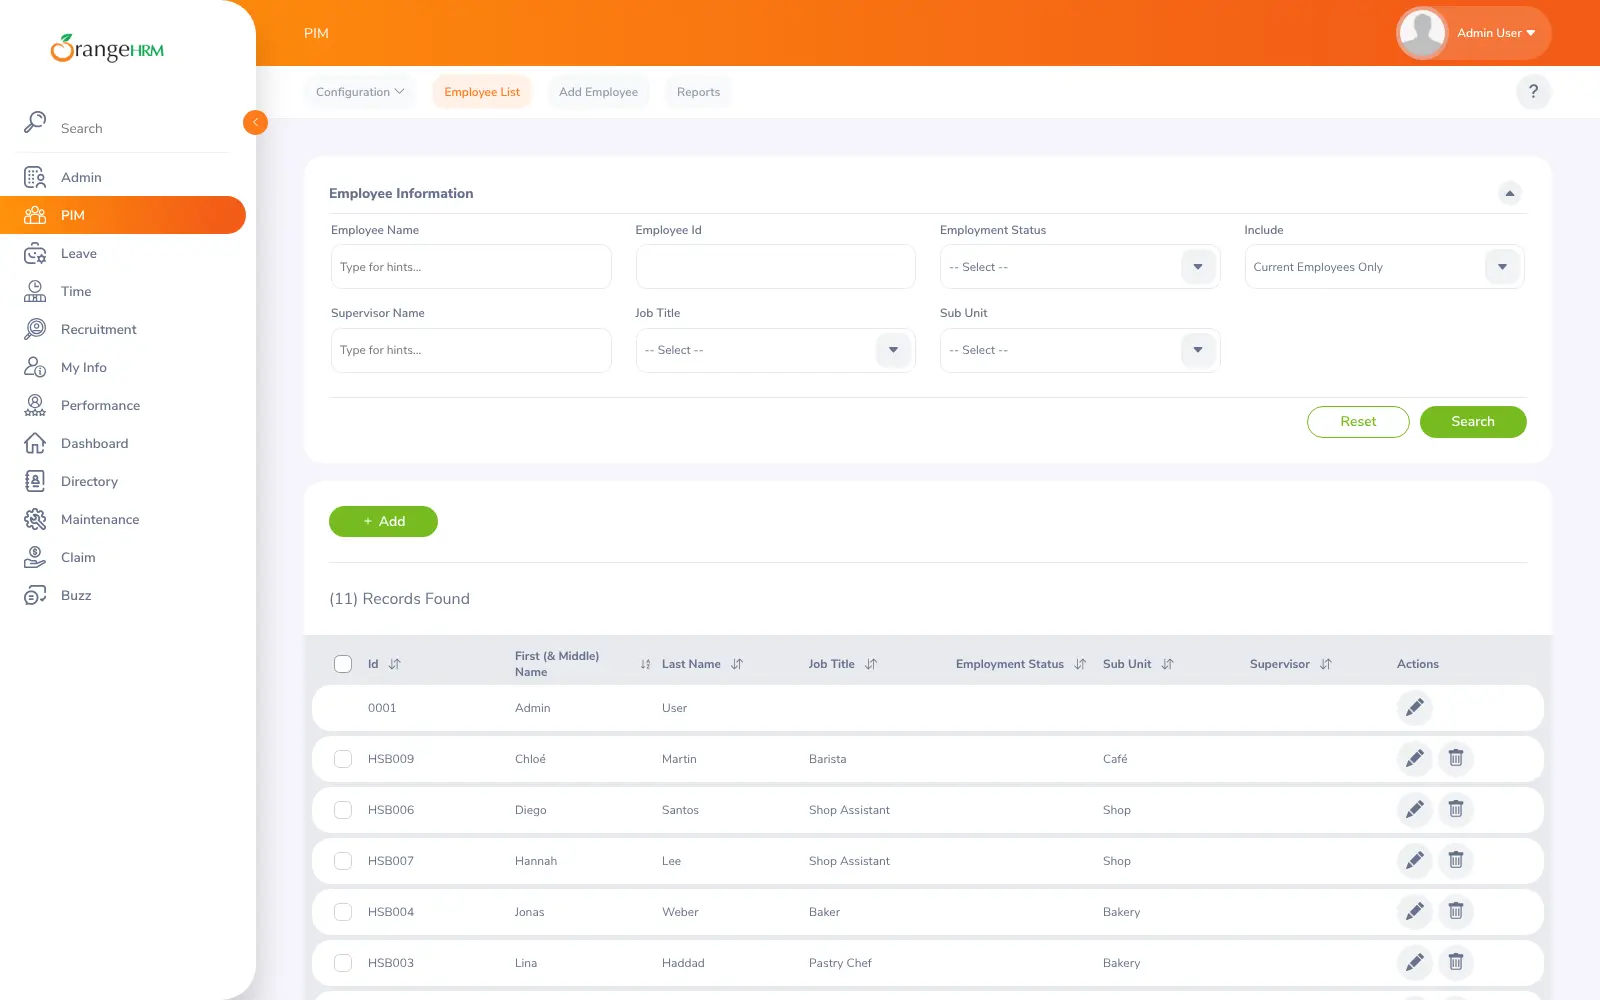 OrangeHRM
PIM
Admin User
Configuration
Employee List
Add Employee
Reports
?
Search
Admin
PIM
Leave
Time
Recruitment
My Info
Performance
Dashboard
Directory
Maintenance
Claim
Buzz
Employee Information
Employee Name
Employee Id
Employment Status
Include
Type for hints...
-- Select --
Current Employees Only
Supervisor Name
Job Title
Sub Unit
Type for hints...
-- Select --
-- Select --
Reset
Search
+ Add
(11) Records Found
Id
First (& Middle)
Name
Last Name
Job Title
Employment Status
Sub Unit
Supervisor
Actions
0001 Admin User
HSB009 Chloé Martin Barista Café
HSB006 Diego Santos Shop Assistant Shop
HSB007 Hannah Lee Shop Assistant Shop
HSB004 Jonas Weber Baker Bakery
HSB003 Lina Haddad Pastry Chef Bakery